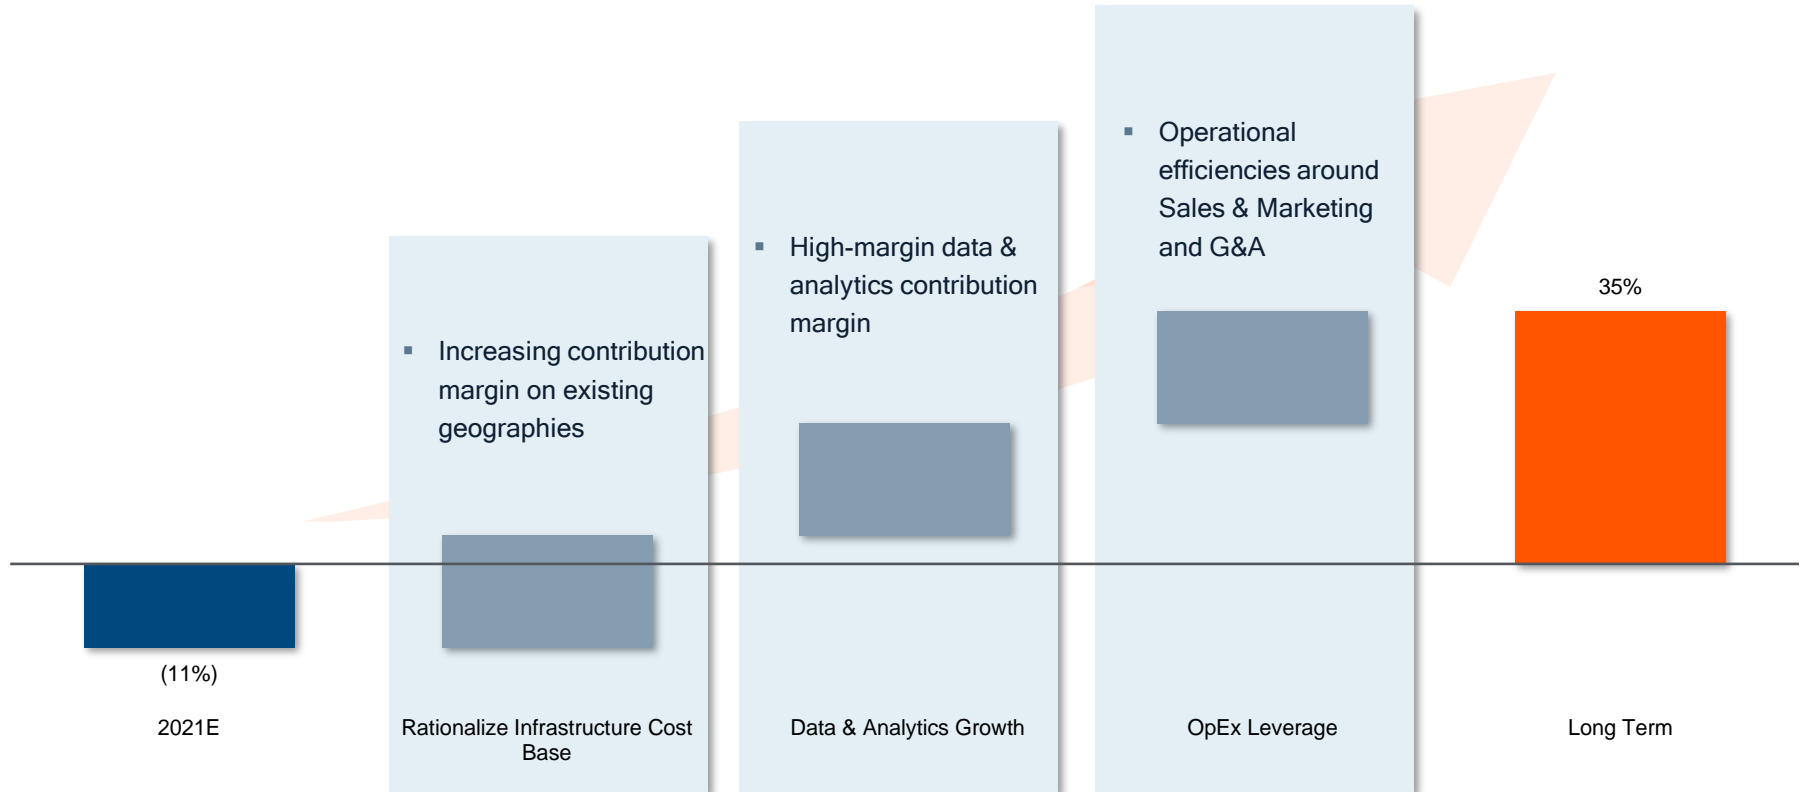 ▪ Operational
efficiencies around
Sales & Marketing
and G&A
▪ High-margin data &
analytics contribution
margin
▪ Increasing contribution
margin on existing
geographies
35%
(11%)
2021E
Rationalize Infrastructure Cost
Base
Data & Analytics Growth
OpEx Leverage
Long Term